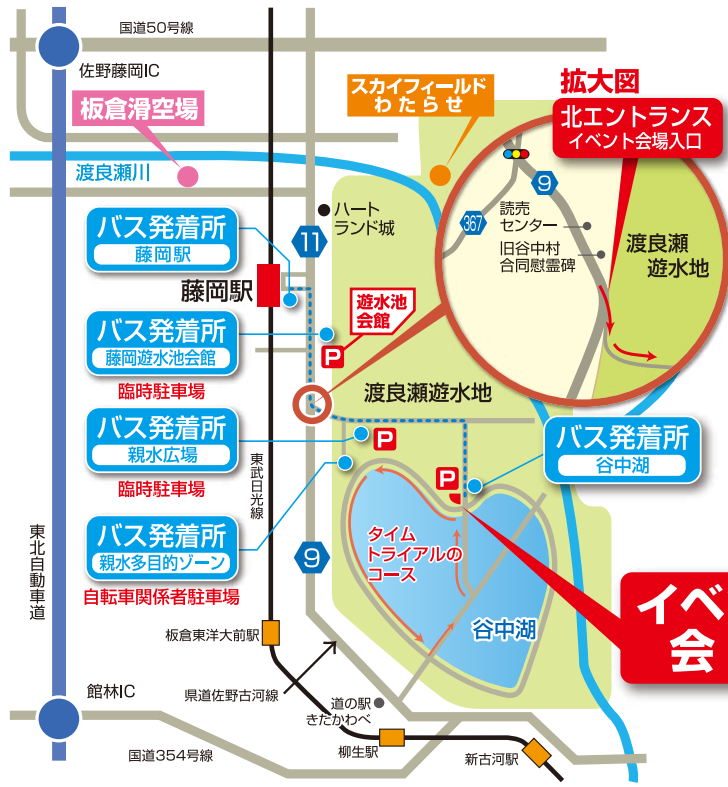 国道50号線
佐野藤岡IC
板倉滑空場
スカイフィールド
わたらせ
拡大図
北エントランス
イベント会場入口
渡良瀬川
9
367
読売
センター
旧谷中村
合同慰霊碑
渡良瀬
遊水地
ハート
ランド城
11
バス発着所
藤岡駅
藤岡駅
遊水池
会館
P
バス発着所
藤岡遊水池会館
臨時駐車場
渡良瀬遊水地
バス発着所
親水広場
臨時駐車場
P
バス発着所
谷中湖
P
東武日光線
バス発着所
親水多目的ゾーン
自転車関係者駐車場
9
タイム
トライアルの
コース
谷中湖
イベ
会
東北自動車道
板倉東洋大前駅
館林IC
県道佐野古河線
道の駅
きたかわべ
国道354号線
柳生駅
新古河駅